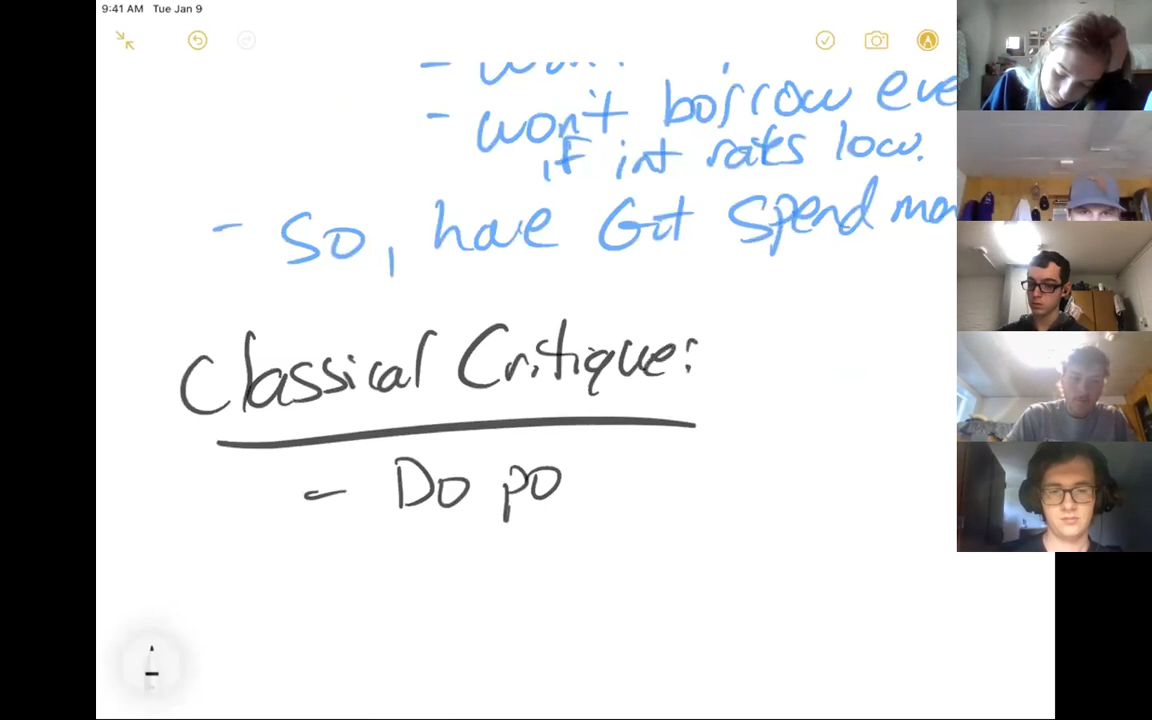 9:41 AM Tue Jan 9
- won't
- won't borrow eve
if int rates low.
- So, have Gvt spend mo
Classical Critique:
- Do po